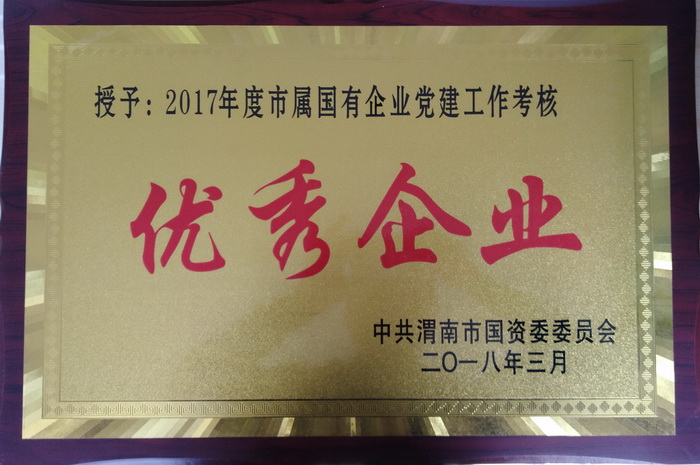 授予：2017年度市属国有企业党建工作考核
优秀企业
中共渭南市国资委委员会
二〇一八年三月